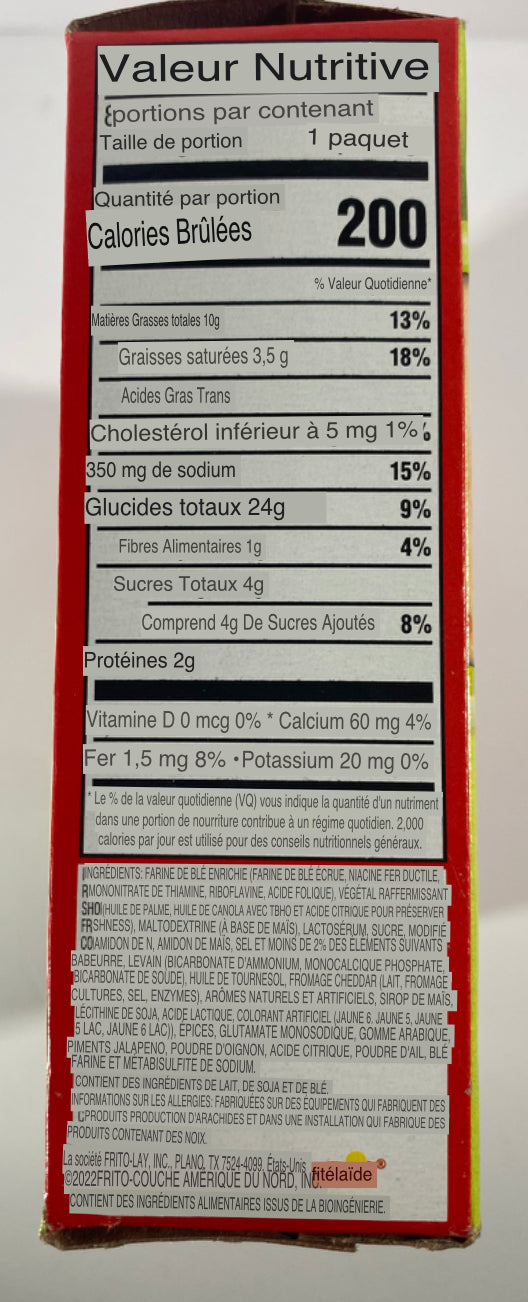 Valeur Nutritive
portions par contenant
Taille de portion 1 paquet
Quantité par portion
Calories Brûlées 200
% Valeur Quotidienne*
Matières Grasses totales 10g 13%
Graisses saturées 3,5 g 18%
Acides Gras Trans
Cholestérol inférieur à 5 mg 1%
350 mg de sodium 15%
Glucides totaux 24g 9%
Fibres Alimentaires 1g 4%
Sucres Totaux 4g
Comprend 4g De Sucres Ajoutés 8%
Protéines 2g
Vitamine D 0 mcg 0% * Calcium 60 mg 4%
Fer 1,5 mg 8% •Potassium 20 mg 0%
* Le % de la valeur quotidienne (VQ) vous indique la quantité d'un nutriment
dans une portion de nourriture contribue à un régime quotidien. 2,000
calories par jour est utilisé pour des conseils nutritionnels généraux.
INGRÉDIENTS: FARINE DE BLÉ ENRICHIE (FARINE DE BLÉ ÉCRUE, NIACINE FER DUCTILE,
RMONONITRATE DE THIAMINE, RIBOFLAVINE, ACIDE FOLIQUE), VÉGÉTAL RAFFERMISSANT
SHO(HUILE DE PALME, HUILE DE CANOLA AVEC TBHO ET ACIDE CITRIQUE POUR PRÉSERVER
FRSHNESS), MALTODEXTRINE (À BASE DE MAÏS), LACTOSÉRUM, SUCRE, MODIFIÉ
COAMIDON DE N, AMIDON DE MAÏS, SEL ET MOINS DE 2% DES ÉLÉMENTS SUIVANTS
BABEURRE, LEVAIN (BICARBONATE D'AMMONIUM, MONOCALCIQUE PHOSPHATE,
BICARBONATE DE SOUDE), HUILE DE TOURNESOL, FROMAGE CHEDDAR (LAIT, FROMAGE
CULTURES, SEL, ENZYMES), ARÔMES NATURELS ET ARTIFICIELS, SIROP DE MAÏS,
LÉCITHINE DE SOJA, ACIDE LACTIQUE, COLORANT ARTIFICIEL (JAUNE 6. JAUNE 5, JAUNE
5 LAC, JAUNE 6 LAC)), ÉPICES, GLUTAMATE MONOSODIQUE, GOMME ARABIQUE,
PIMENTS JALAPENO, POUDRE D'OIGNON, ACIDE CITRIQUE, POUDRE D'AIL, BLÉ
FARINE ET MÉTABISULFITE DE SODIUM.
CONTIENT DES INGRÉDIENTS DE LAIT, DE SOJA ET DE BLÉ.
INFORMATIONS SUR LES ALLERGIES: FABRIQUÉES SUR DES ÉQUIPEMENTS QUI FABRIQUENT DES
PRODUITS PRODUCTION D'ARACHIDES ET DANS UNE INSTALLATION QUI FABRIQUE DES
PRODUITS CONTENANT DES NOIX.
La société FRITO-LAY, INC., PLANO, TX 7524-4099. États-Unis
fitélaïde®
©2022FRITO-COUCHE AMÉRIQUE DU NORD, INC.
CONTIENT DES INGRÉDIENTS ALIMENTAIRES ISSUS DE LA BIOINGÉNIERIE.